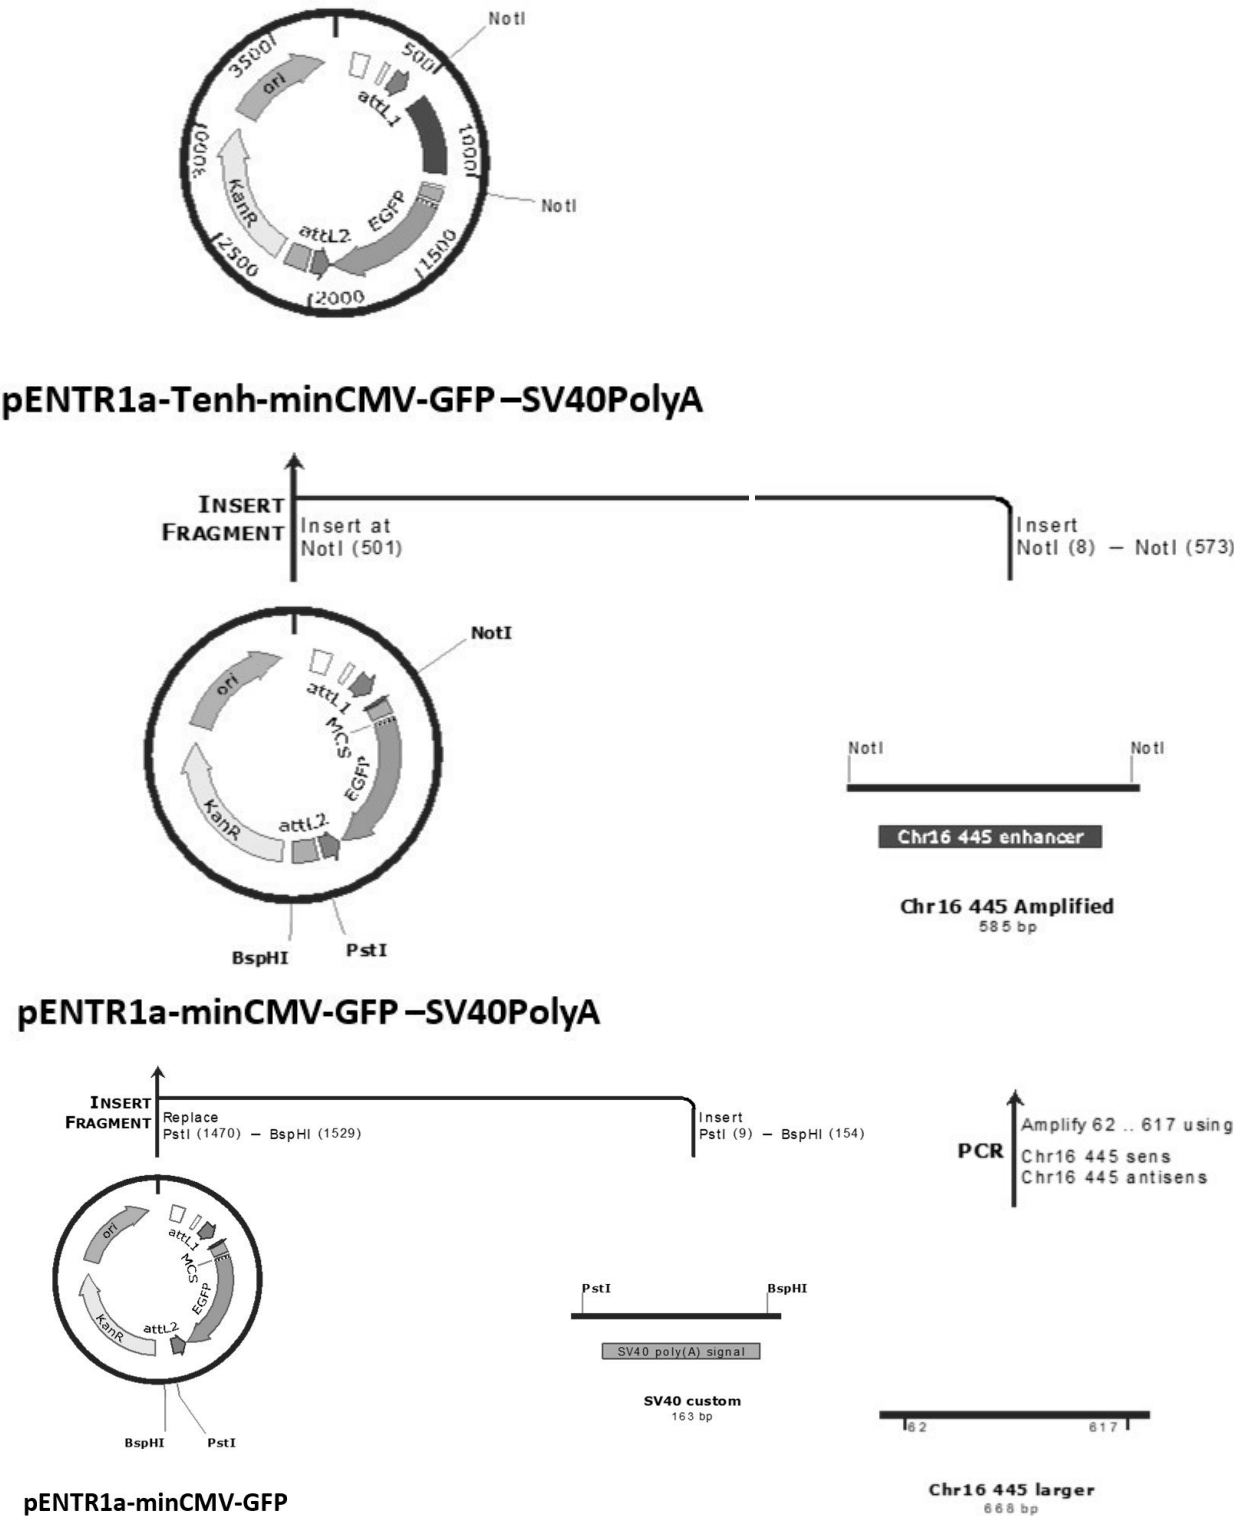 NotI
500
3500
ori
attL1
1000
3000
KanR
EGFP
NotI
attL2
2500
1500
2000
pENTR1a-Tenh-minCMV-GFP–SV40PolyA
INSERT
FRAGMENT
Insert at
NotI (501)
Insert
NotI (8) – NotI (573)
NotI
ori
attL1
MCS
EGFP
KanR
attL2
BspHI
PstI
NotI
NotI
Chr16 445 enhancer
Chr16 445 Amplified
585 bp
pENTR1a-minCMV-GFP–SV40PolyA
INSERT
FRAGMENT
Replace
PstI (1470) – BspHI (1529)
Insert
PstI (9) – BspHI (154)
PCR
Amplify 62 .. 617 using
Chr16 445 sens
Chr16 445 antisens
ori
attL1
MCS
EGFP
KanR
attL2
BspHI
PstI
PstI
BspHI
SV40 poly(A) signal
SV40 custom
163 bp
62
617
Chr16 445 larger
668 bp
pENTR1a-minCMV-GFP